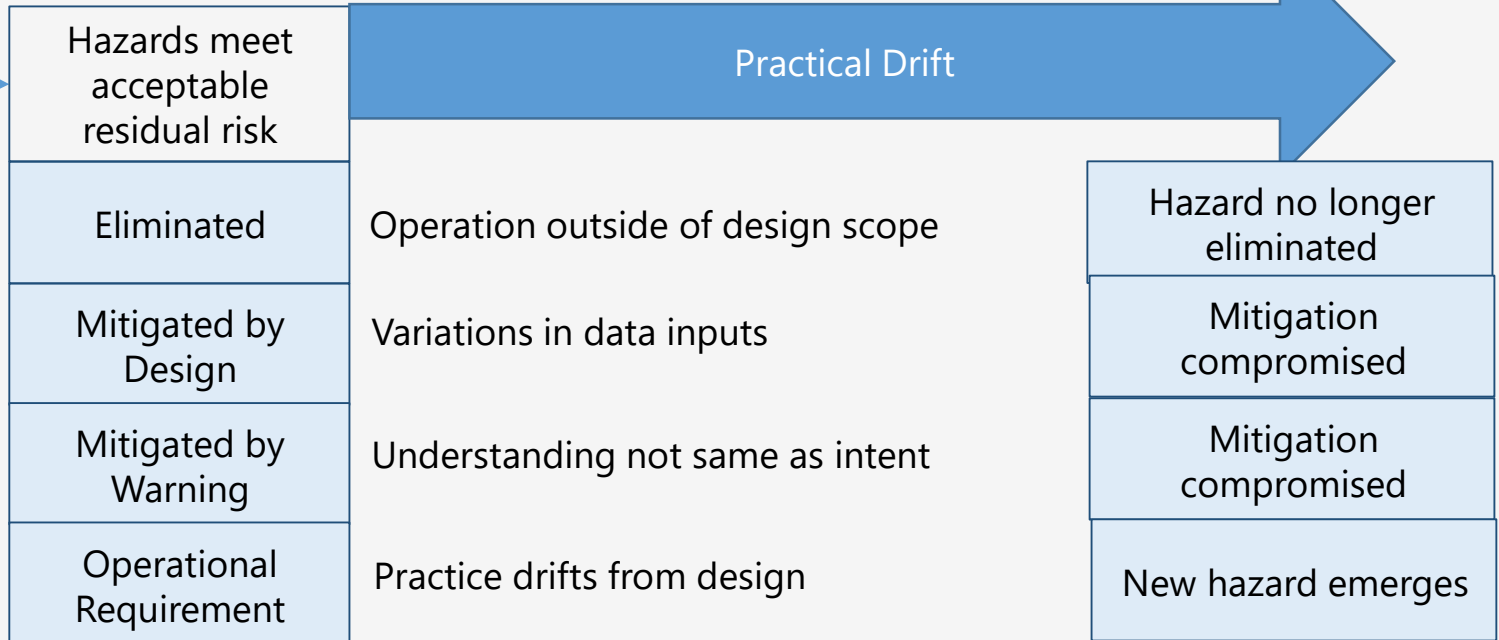 Hazards meet
acceptable
residual risk
Practical Drift
Eliminated
Operation outside of design scope
Hazard no longer
eliminated
Mitigated by
Design
Variations in data inputs
Mitigation
compromised
Mitigated by
Warning
Understanding not same as intent
Mitigation
compromised
Operational
Requirement
Practice drifts from design
New hazard emerges